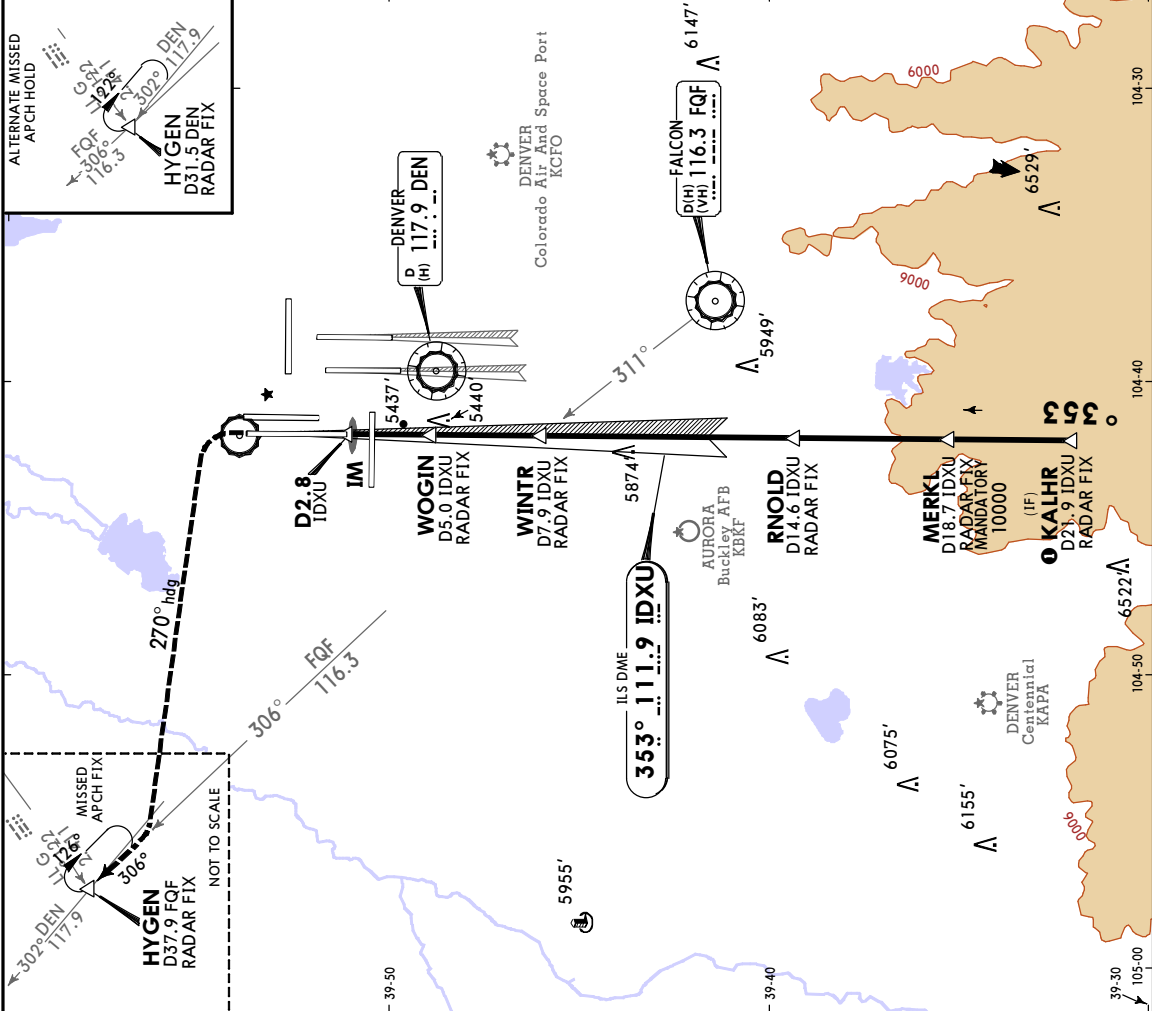 ALTERNATE MISSED
APCH HOLD
DEN
117.9
302°
122°
FQF
306°
116.3
HYGEN
D31.5 DEN
RADAR FIX
DENVER
KCFO
Colorado Air And Space Port
6147'
6000
104-30
DENVER
D
(H)
117.9 DEN
FALCON
D(H)
(VH)
116.3 FQF
6529'
6000
311°
5949'
104-40
5437'
5440'
D2.8
IDXU
IM
WOGIN
D5.0 IDXU
RADAR FIX
WINTR
D7.9 IDXU
RADAR FIX
5874'
RNOLD
D14.6 IDXU
RADAR FIX
MERKL
D18.7 IDXU
RADAR FIX
MANDATORY
10000
353°
1
(IF)
KALHR
D21.9 IDXU
RADAR FIX
AURORA
Buckley AFB
KBKF
ILS DME
353° 111.9 IDXU
6083'
6522'
104-50
DENVER
Centennial
KAPA
6075'
6155'
6000
5955'
270° hdg
306°
FQF
116.3
MISSED
APCH FIX
126°
306°
302°
DEN
117.9
HYGEN
D37.9 FQF
RADAR FIX
NOT TO SCALE
39-50
39-40
39-30
105-00